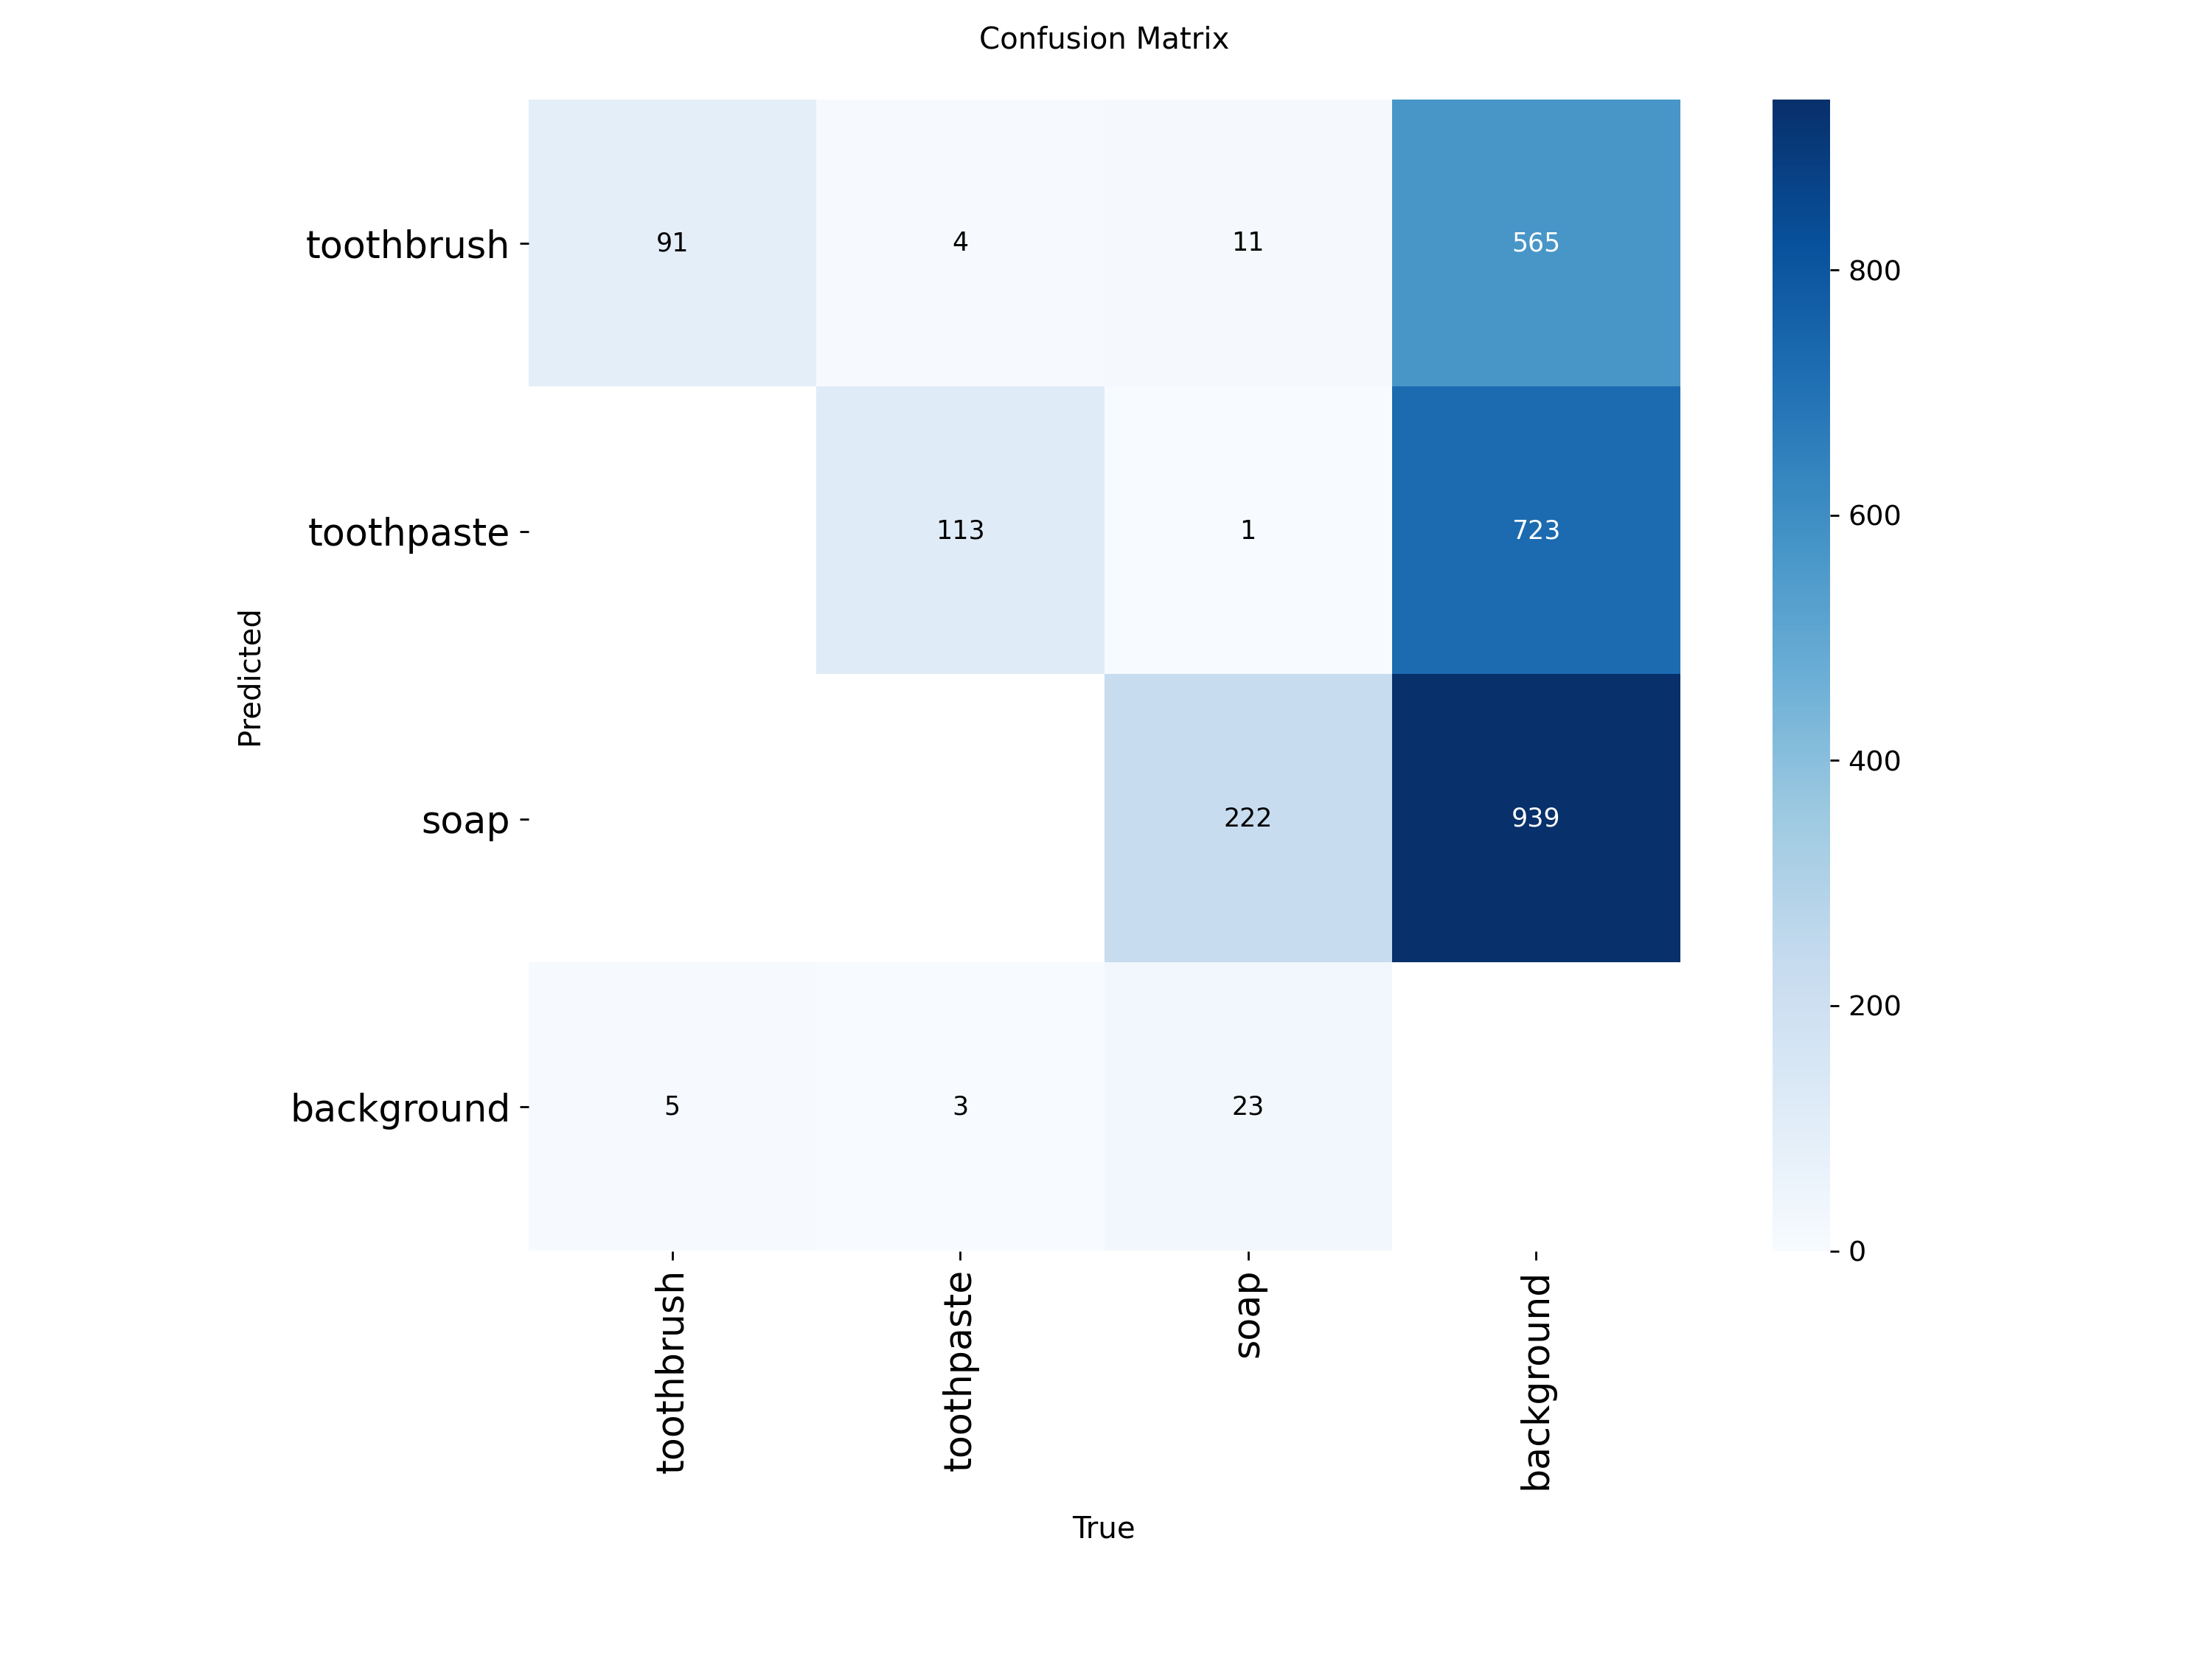 Confusion Matrix
toothbrush 91 4 11 565
toothpaste 113 1 723
soap 222 939
background 5 3 23
toothbrush toothpaste soap background
True
Predicted
800
600
400
200
0